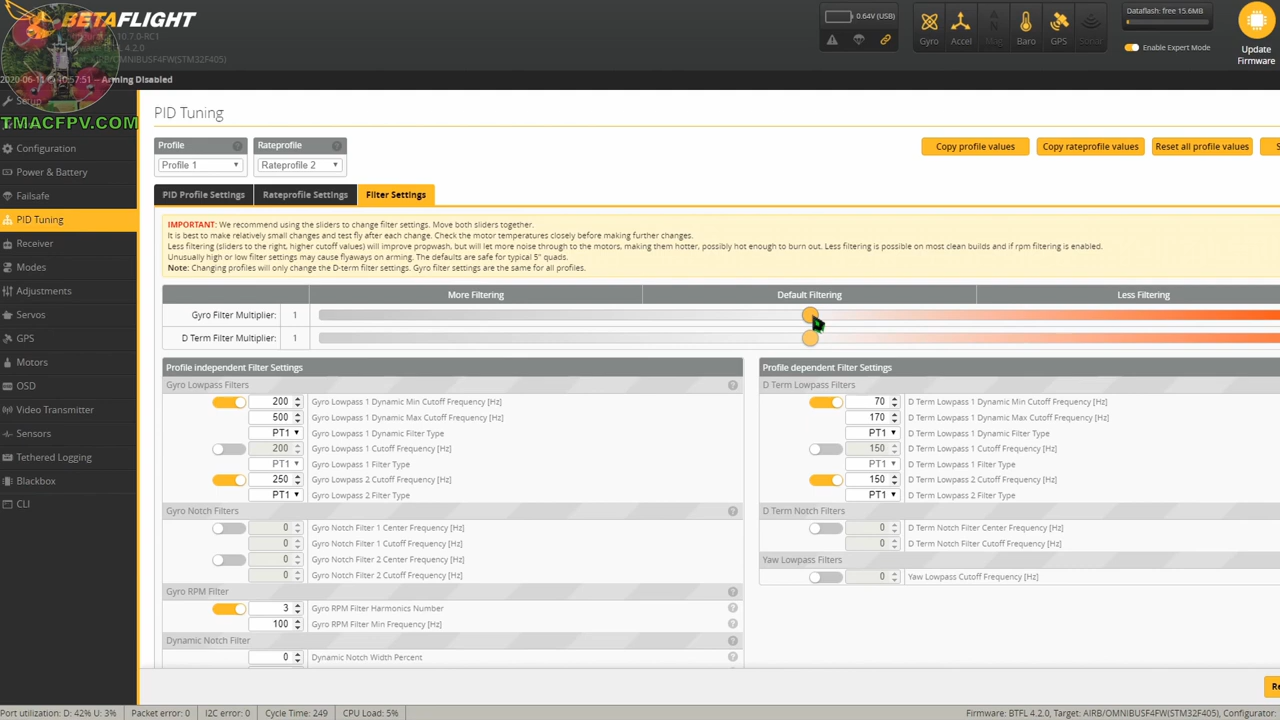 BETAFLIGHT
10.7.0-RC1
FL 4.2.0
AIRB/OMNIBUSF4FW(STM32F405)
2020-06-11 @ 10:57:51 -- Arming Disabled
TMACFPV.COM
0.64V (USB)
Gyro
Accel
Mag
Baro
GPS
Sonar
Dataflash: free 15.6MB
Enable Expert Mode
Update
Firmware
Setup
Configuration
Power & Battery
Failsafe
PID Tuning
Receiver
Modes
Adjustments
Servos
GPS
Motors
OSD
Video Transmitter
Sensors
Tethered Logging
Blackbox
CLI
PID Tuning
Profile
Rateprofile
Profile 1
Rateprofile 2
Copy profile values
Copy rateprofile values
Reset all profile values
S
PID Profile Settings
Rateprofile Settings
Filter Settings
IMPORTANT: We recommend using the sliders to change filter settings. Move both sliders together.
It is best to make relatively small changes and test fly after each change. Check the motor temperatures closely before making further changes.
Less filtering (sliders to the right, higher cutoff values) will improve propwash, but will let more noise through to the motors, making them hotter, possibly hot enough to burn out. Less filtering is possible on most clean builds and if rpm filtering is enabled.
Unusually high or low filter settings may cause flyaways on arming. The defaults are safe for typical 5" quads.
Note: Changing profiles will only change the D-term filter settings. Gyro filter settings are the same for all profiles.
More Filtering
Default Filtering
Less Filtering
Gyro Filter Multiplier: 1
D Term Filter Multiplier: 1
Profile independent Filter Settings
Gyro Lowpass Filters
200 Gyro Lowpass 1 Dynamic Min Cutoff Frequency [Hz]
500 Gyro Lowpass 1 Dynamic Max Cutoff Frequency [Hz]
PT1 Gyro Lowpass 1 Dynamic Filter Type
200 Gyro Lowpass 1 Cutoff Frequency [Hz]
PT1 Gyro Lowpass 1 Filter Type
250 Gyro Lowpass 2 Cutoff Frequency [Hz]
PT1 Gyro Lowpass 2 Filter Type
Gyro Notch Filters
0 Gyro Notch Filter 1 Center Frequency [Hz]
0 Gyro Notch Filter 1 Cutoff Frequency [Hz]
0 Gyro Notch Filter 2 Center Frequency [Hz]
0 Gyro Notch Filter 2 Cutoff Frequency [Hz]
Gyro RPM Filter
3 Gyro RPM Filter Harmonics Number
100 Gyro RPM Filter Min Frequency [Hz]
Dynamic Notch Filter
0 Dynamic Notch Width Percent
Profile dependent Filter Settings
D Term Lowpass Filters
70 D Term Lowpass 1 Dynamic Min Cutoff Frequency [Hz]
170 D Term Lowpass 1 Dynamic Max Cutoff Frequency [Hz]
PT1 D Term Lowpass 1 Dynamic Filter Type
150 D Term Lowpass 1 Cutoff Frequency [Hz]
PT1 D Term Lowpass 1 Filter Type
150 D Term Lowpass 2 Cutoff Frequency [Hz]
PT1 D Term Lowpass 2 Filter Type
D Term Notch Filters
0 D Term Notch Filter Center Frequency [Hz]
0 D Term Notch Filter Cutoff Frequency [Hz]
Yaw Lowpass Filters
0 Yaw Lowpass Cutoff Frequency [Hz]
Re
Port utilization: D: 42% U: 3%
Packet error: 0
I2C error: 0
Cycle Time: 249
CPU Load: 5%
Firmware: BTFL 4.2.0, Target: AIRB/OMNIBUSF4FW(STM32F405), Configurator: